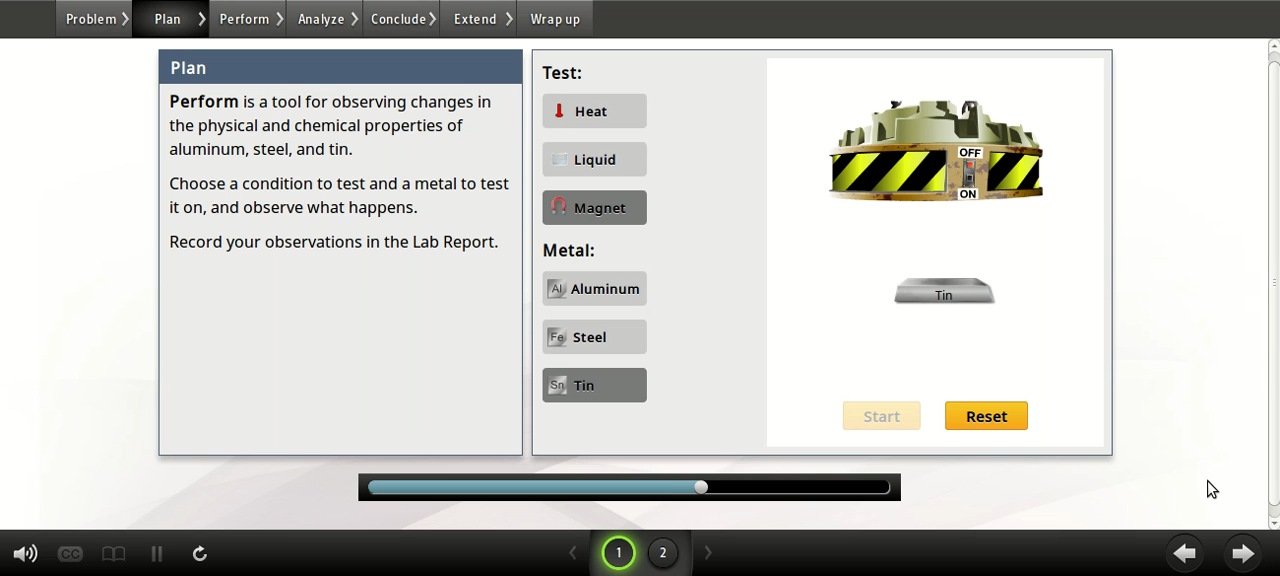 Problem
Plan
Perform
Analyze
Conclude
Extend
Wrap up
Plan
Perform is a tool for observing changes in
the physical and chemical properties of
aluminum, steel, and tin.
Choose a condition to test and a metal to test
it on, and observe what happens.
Record your observations in the Lab Report.
Test:
Heat
Liquid
Magnet
Metal:
Al Aluminum
Fe Steel
Sn Tin
OFF
ON
Tin
Start
Reset
CC
1
2